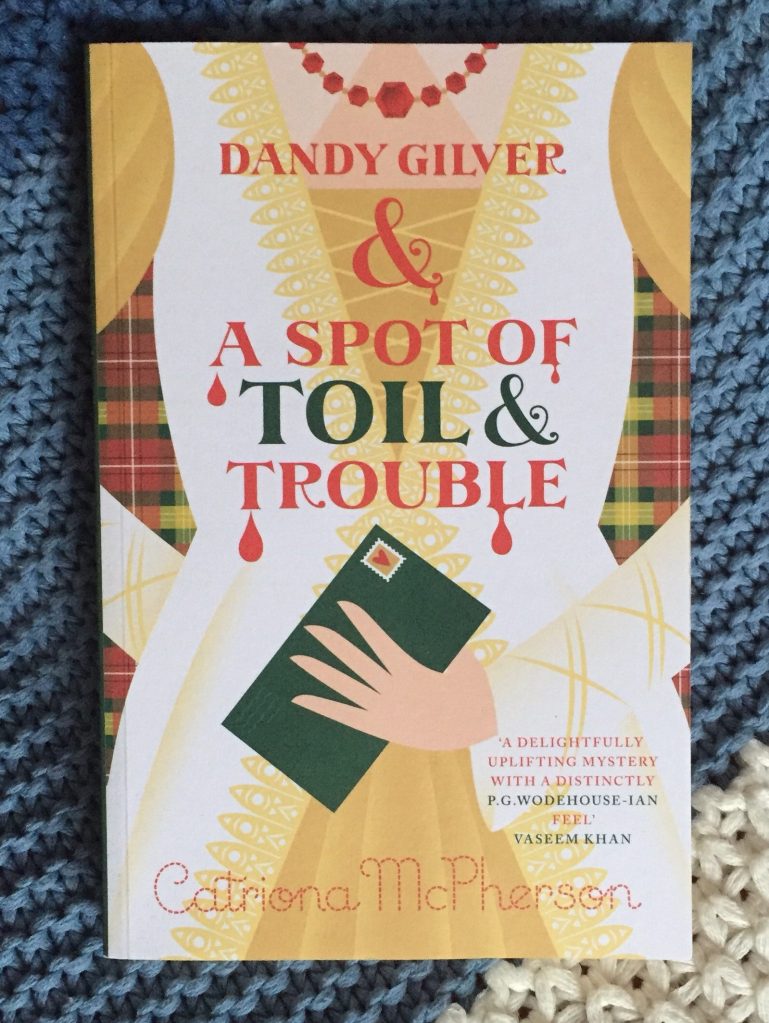 DANDY GILVER
&
A SPOT OF
TOIL &
TROUBLE
'A DELIGHTFULLY
UPLIFTING MYSTERY
WITH A DISTINCTLY
P.G.WODEHOUSE-IAN
FEEL'
VASEEM KHAN
Catriona McPherson